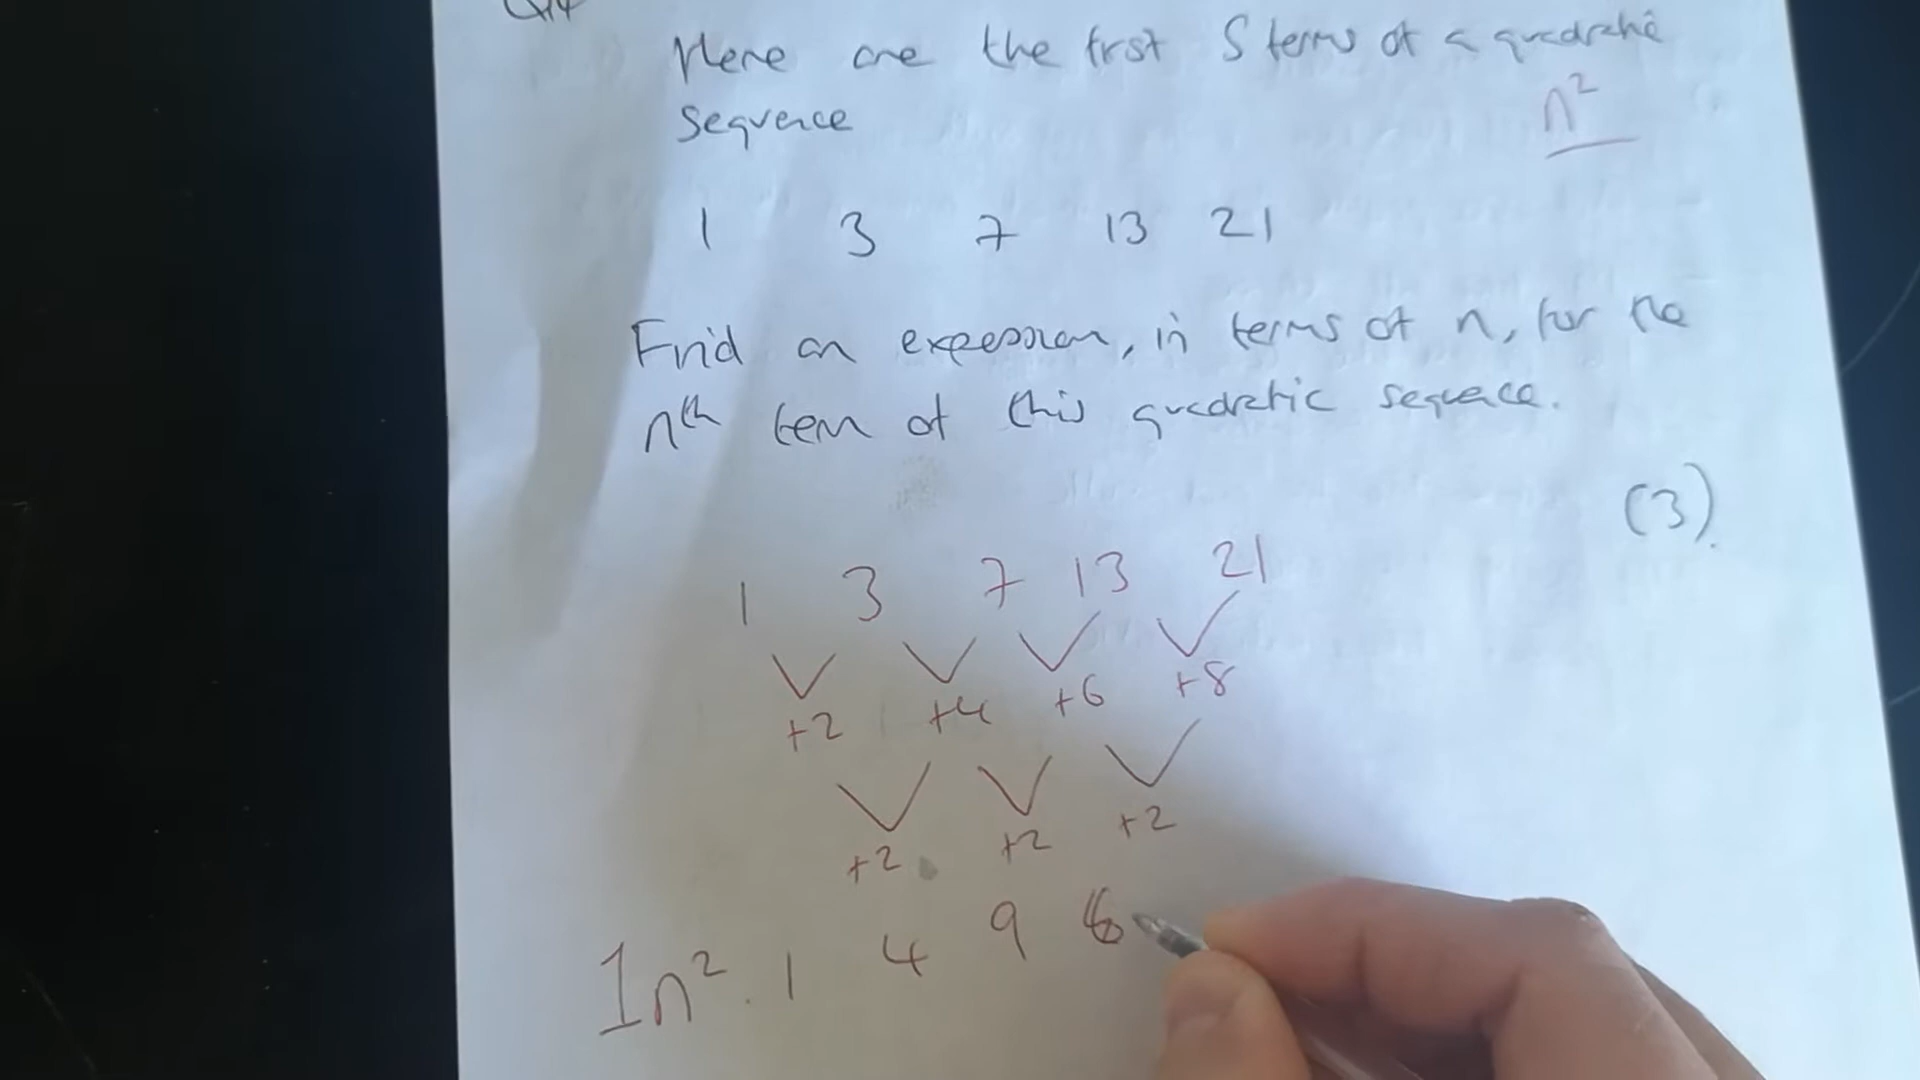 Q14
Here are the first 5 terms of a quadratic
sequence
n²
1 3 7 13 21
Find an expression, in terms of n, for the
nth term of this quadratic sequence.
(3).
1 3 7 13 21
+2 +4 +6 +8
+2 +2 +2
1n² 1 4 9 16